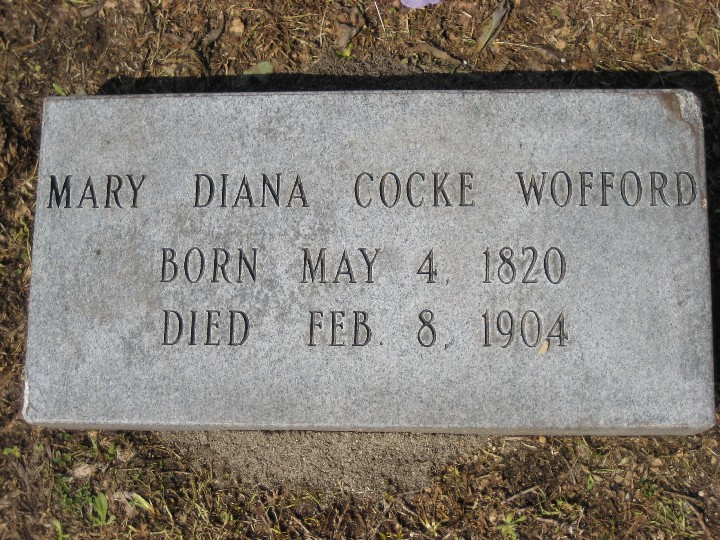 MARY DIANA COCKE WOFFORD
BORN MAY 4, 1820
DIED FEB. 8, 1904